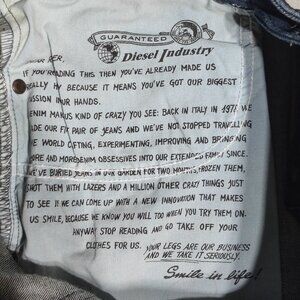 GUARANTEED
Diesel Industry
IF YOU'RE READING THIS THEN YOU'VE ALREADY MADE US
REALLY BECAUSE IT MEANS YOU'VE GOT OUR BIGGEST
IN YOUR HANDS.
DENIM MAKES KIND OF CRAZY YOU SEE: BACK IN ITALY IN
MADE OUR PAIR OF JEANS AND WE'VE NOT STOPPED TRAVELLING
THE WORLD LIFTING, EXPERIMENTING, IMPROVING AND BRINGING
MORE AND MORE DENIM OBSESSIVES INTO OUR EXTENDED FAMILY SINCE.
WE'VE BURIED JEANS IN OUR GARDEN FOR TWO MONTHS, FROZEN THEM,
SHOT THEM WITH LAZERS AND A MILLION OTHER CRAZY THINGS JUST
TO SEE IF WE CAN COME UP WITH A NEW INNOVATION THAT MAKES
US SMILE, BECAUSE WE KNOW YOU WILL TOO WHEN YOU TRY THEM ON.
ANYWAY STOP READING AND GO TAKE OFF YOUR
CLOTHES FOR US. YOUR LEGS ARE OUR BUSINESS
AND WE TAKE IT SERIOUSLY.
Smile in life!